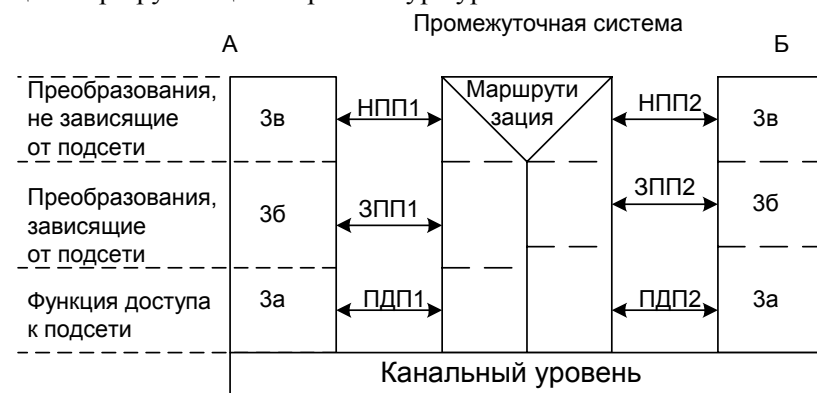 Промежуточная система
А
Б
Преобразования,
не зависящие
от подсети
3в
НПП1
Маршрути
зация
НПП2
3в
Преобразования,
зависящие
от подсети
3б
ЗПП1
ЗПП2
3б
Функция доступа
к подсети
3а
ПДП1
ПДП2
3а
Канальный уровень